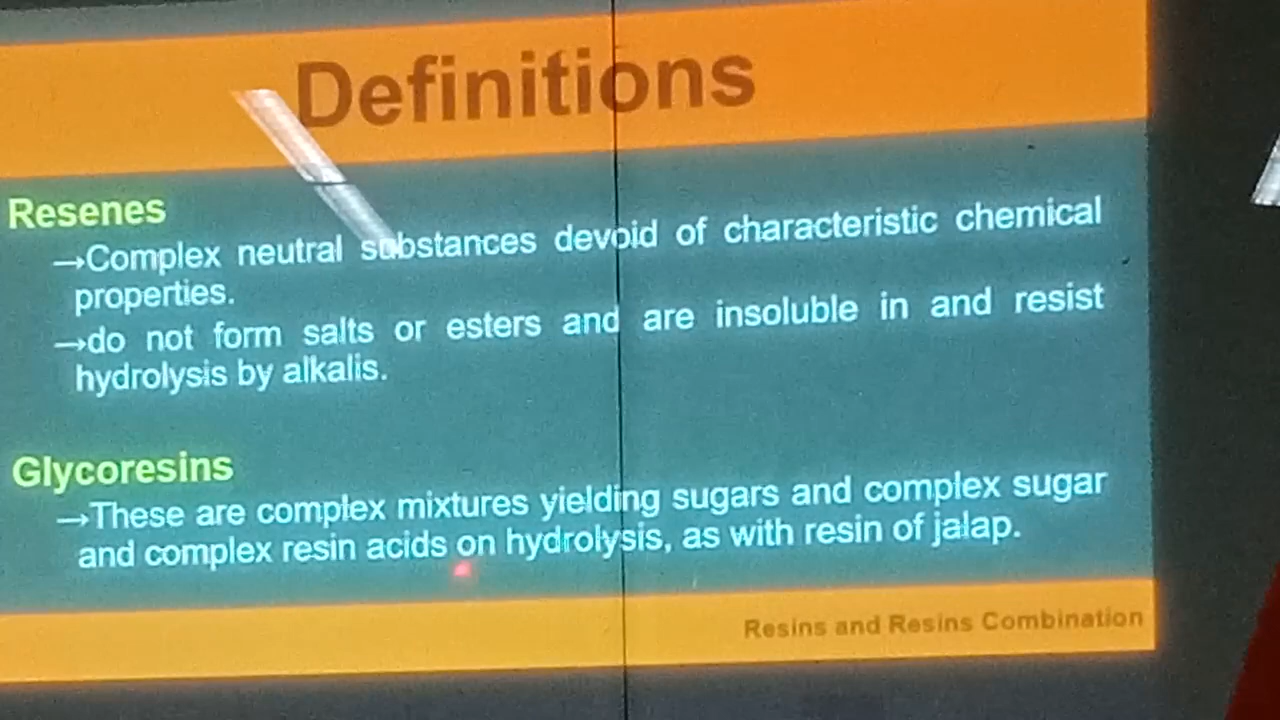 Definitions
Resenes
→Complex neutral substances devoid of characteristic chemical
properties.
→do not form salts or esters and are insoluble in and resist
hydrolysis by alkalis.
Glycoresins
→These are complex mixtures yielding sugars and complex sugar
and complex resin acids on hydrolysis, as with resin of jalap.
Resins and Resins Combination